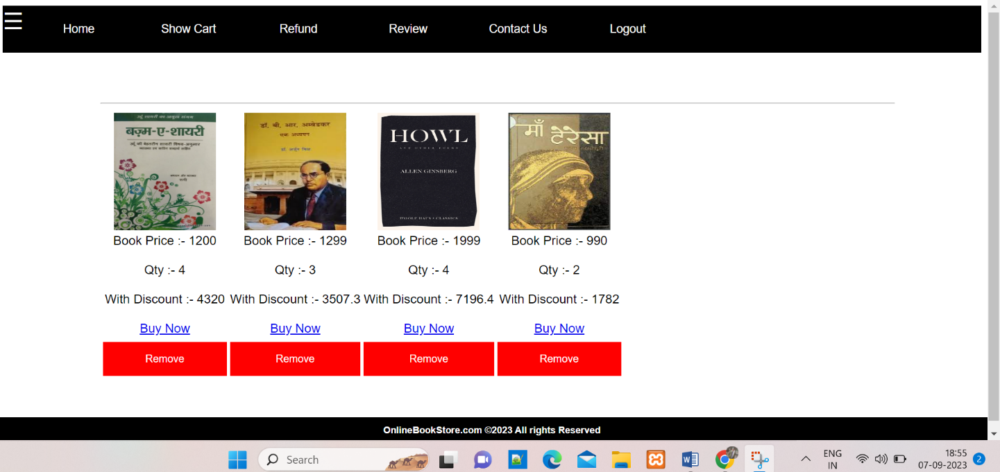 Home Show Cart Refund Review Contact Us Logout
बज़्म-ए-शायरी
डॉ. बी. आर. अम्बेडकर
एक अध्ययन
HOWL
AND OTHER POEMS
ALLEN GINSBERG
WOOLF HAUS • CLASSICS
माँ टेरेसा
Book Price :- 1200 Book Price :- 1299 Book Price :- 1999 Book Price :- 990
Qty :- 4 Qty :- 3 Qty :- 4 Qty :- 2
With Discount :- 4320 With Discount :- 3507.3 With Discount :- 7196.4 With Discount :- 1782
Buy Now Buy Now Buy Now Buy Now
Remove Remove Remove Remove
OnlineBookStore.com ©2023 All rights Reserved
Search
ENG
IN
18:55
07-09-2023
2